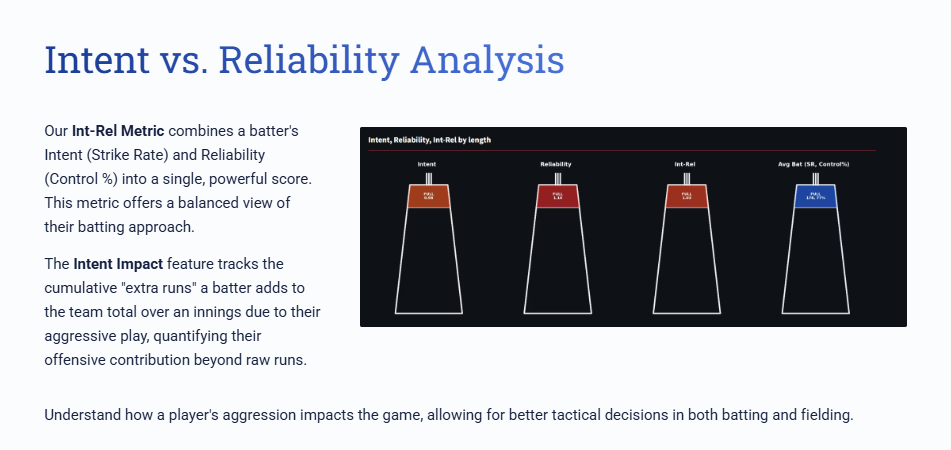 Intent vs. Reliability Analysis
Our Int-Rel Metric combines a batter's
Intent (Strike Rate) and Reliability
(Control %) into a single, powerful score.
This metric offers a balanced view of
their batting approach.
The Intent Impact feature tracks the
cumulative "extra runs" a batter adds to
the team total over an innings due to their
aggressive play, quantifying their
offensive contribution beyond raw runs.
Intent, Reliability, Int-Rel by length
Intent
Reliability
Int-Rel
Avg Bat (SR, Control%)
FULL
FULL
1.10
FULL
FULL
Understand how a player's aggression impacts the game, allowing for better tactical decisions in both batting and fielding.